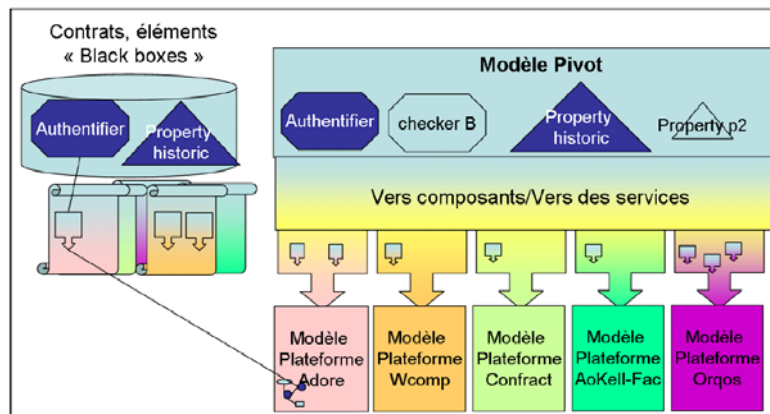 Contrats, éléments
« Black boxes »
Authentifier
Property
historic
Modèle Pivot
Authentifier
checker B
Property
historic
Property p2
Vers composants/Vers des services
Modèle
Plateforme
Adore
Modèle
Plateforme
Wcomp
Modèle
Plateforme
Confract
Modèle
Plateforme
AoKell-Fac
Modèle
Plateforme
Orqos